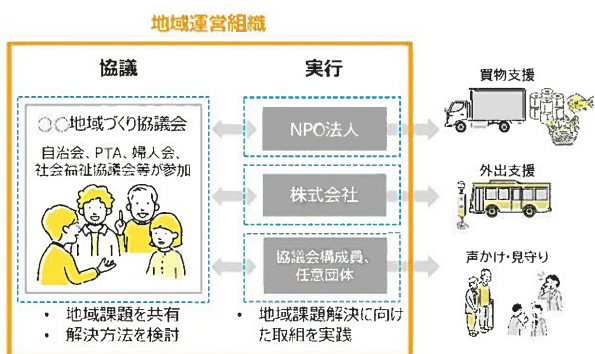 地域運営組織
協議
実行
○○地域づくり協議会
自治会、PTA、婦人会、
社会福祉協議会等が参加
• 地域課題を共有
• 解決方法を検討
NPO法人
株式会社
協議会構成員、
任意団体
• 地域課題解決に向け
た取組を実践
買物支援
外出支援
声かけ・見守り